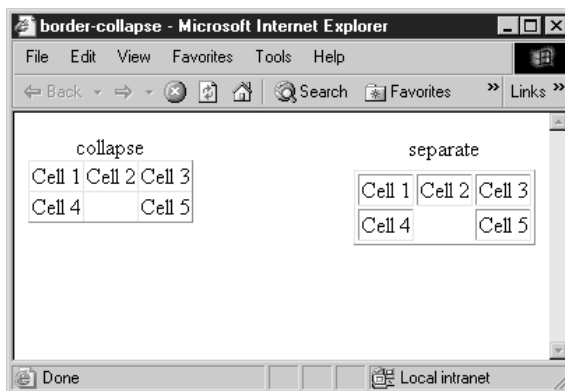 border-collapse - Microsoft Internet Explorer
File Edit View Favorites Tools Help
Back Search Favorites » Links »
collapse
Cell 1 Cell 2 Cell 3
Cell 4 Cell 5
separate
Cell 1 Cell 2 Cell 3
Cell 4 Cell 5
Done Local intranet